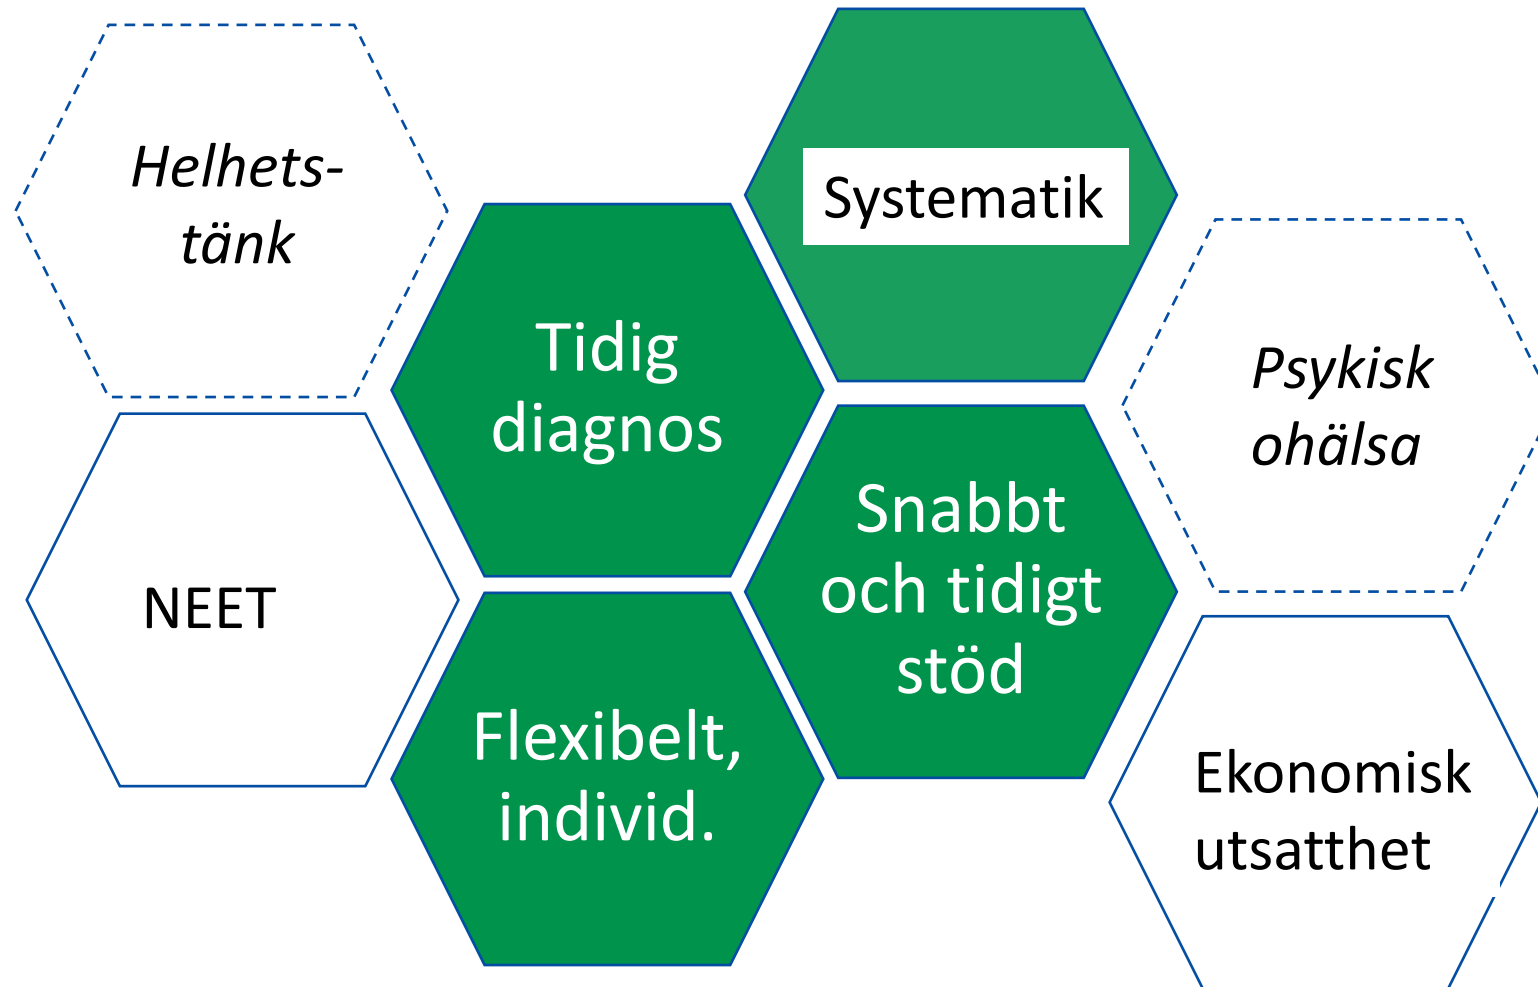 Helhets-
tänk
Systematik
Tidig
diagnos
Psykisk
ohälsa
Snabbt
och tidigt
stöd
NEET
Flexibelt,
individ.
Ekonomisk
utsatthet